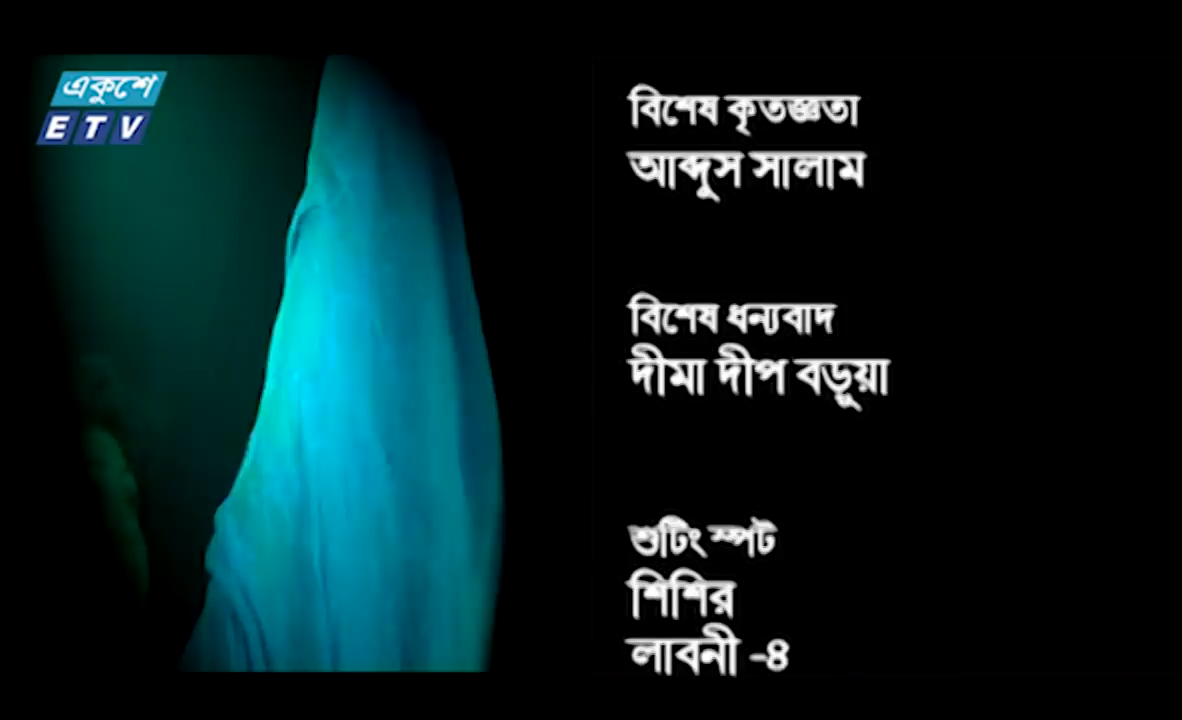 একুশে
ETV
বিশেষ কৃতজ্ঞতা
আব্দুস সালাম
বিশেষ ধন্যবাদ
দীমা দীপ বড়ুয়া
শুটিং স্পট
শিশির
লাবনী -৪